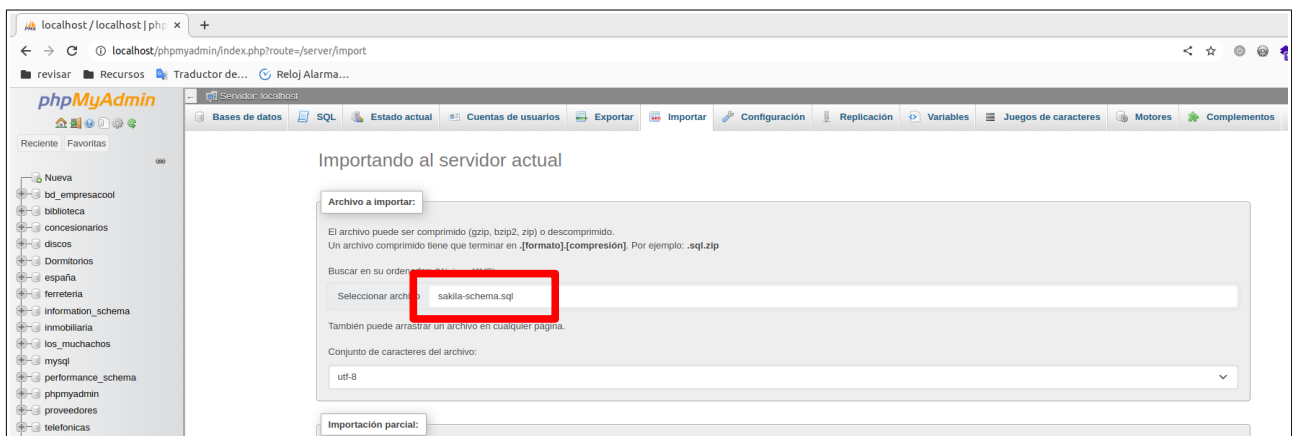 localhost / localhost | php
localhost/phpmyadmin/index.php?route=/server/import
revisar Recursos Traductor de… Reloj Alarma…
phpMyAdmin
Servidor: localhost
Bases de datos SQL Estado actual Cuentas de usuarios Exportar Importar Configuración Replicación Variables Juegos de caracteres Motores Complementos
Reciente Favoritas
Nueva
bd_empresacool
biblioteca
concesionarios
discos
Dormitorios
españa
ferreteria
information_schema
inmobiliaria
los_muchachos
mysql
performance_schema
phpmyadmin
proveedores
telefonicas
Importando al servidor actual
Archivo a importar:
El archivo puede ser comprimido (gzip, bzip2, zip) o descomprimido.
Un archivo comprimido tiene que terminar en .[formato].[compresión]. Por ejemplo: .sql.zip
Buscar en su ordenador:
Seleccionar archivo sakila-schema.sql
También puede arrastrar un archivo en cualquier página.
Conjunto de caracteres del archivo:
utf-8
Importación parcial: